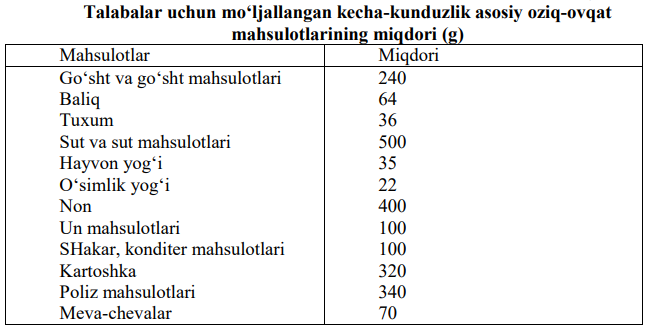 Talabalar uchun mo‘ljallangan kecha-kunduzlik asosiy oziq-ovqat
mahsulotlarining miqdori (g)
Mahsulotlar Miqdori
Go‘sht va go‘sht mahsulotlari 240
Baliq 64
Tuxum 36
Sut va sut mahsulotlari 500
Hayvon yog‘i 35
O‘simlik yog‘i 22
Non 400
Un mahsulotlari 100
SHakar, konditer mahsulotlari 100
Kartoshka 320
Poliz mahsulotlari 340
Meva-chevalar 70